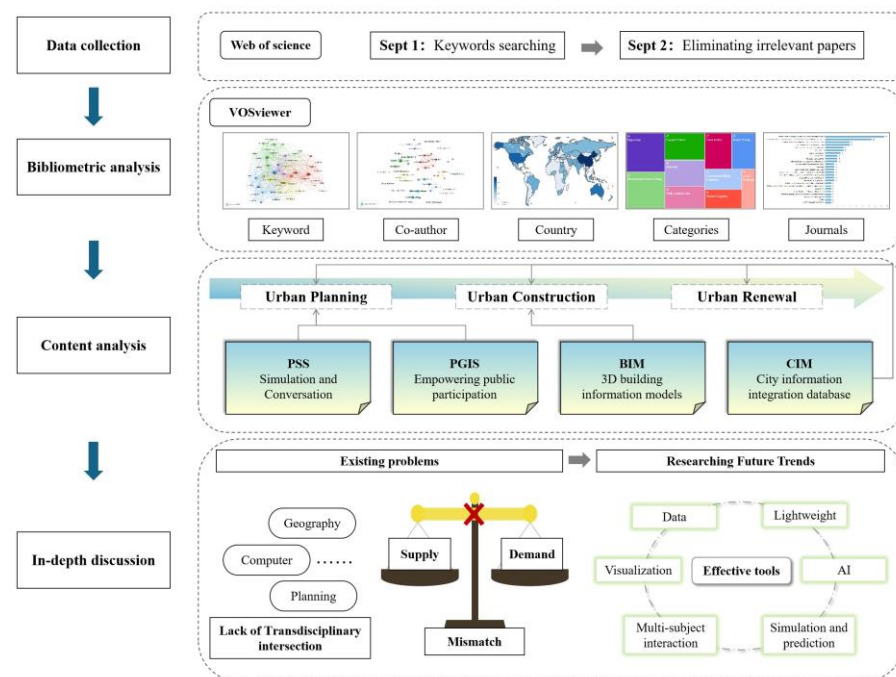 Data collection
Web of science
Sept 1：Keywords searching
Sept 2：Eliminating irrelevant papers
Bibliometric analysis
VOSviewer
Keyword
Co-author
Country
Categories
Journals
Content analysis
Urban Planning
Urban Construction
Urban Renewal
PSS
Simulation and
Conversation
PGIS
Empowering public
participation
BIM
3D building
information models
CIM
City information
integration database
In-depth discussion
Existing problems
Researching Future Trends
Geography
Computer
……
Planning
Lack of Transdisciplinary
intersection
Supply
Demand
Mismatch
Data
Lightweight
Visualization
Effective tools
AI
Multi-subject
interaction
Simulation and
prediction